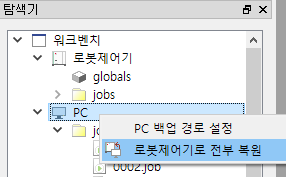 탐색기
워크벤치
로봇제어기
globals
jobs
PC
PC 백업 경로 설정
로봇제어기로 전부 복원
0002.job